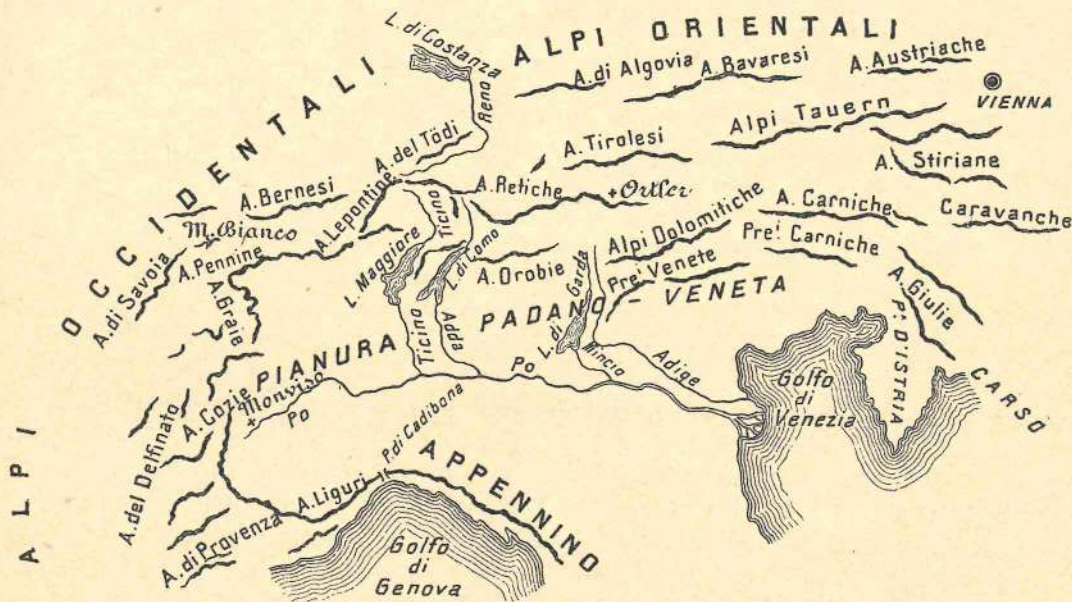 ALPI OCCIDENTALI
ALPI ORIENTALI
L. di Costanza
Reno
A. di Algovia
A. Bavaresi
A. Austriache
VIENNA
A. del Tödi
A. Tirolesi
Alpi Tauern
A. Stiriane
A. Bernesi
A. Lepontine
A. Retiche
+Ortler
A. Carniche
Caravanche
M. Bianco
A. di Savoia
A. Pennine
Ticino
L. Maggiore
L. di Como
A. Orobie
Alpi Dolomitiche
Pre! Carniche
Pre! Venete
A. Giulie
A. Graie
PIANURA PADANO - VENETA
Ticino
Adda
L. di Garda
Mincio
Adige
P! D'ISTRIA
CARSO
Golfo
di
Venezia
A. Cozie
+ Monviso
Po
Po
A. del Delfinato
P. di Cadibona
APPENNINO
A. Liguri
A. di Provenza
Golfo
di
Genova